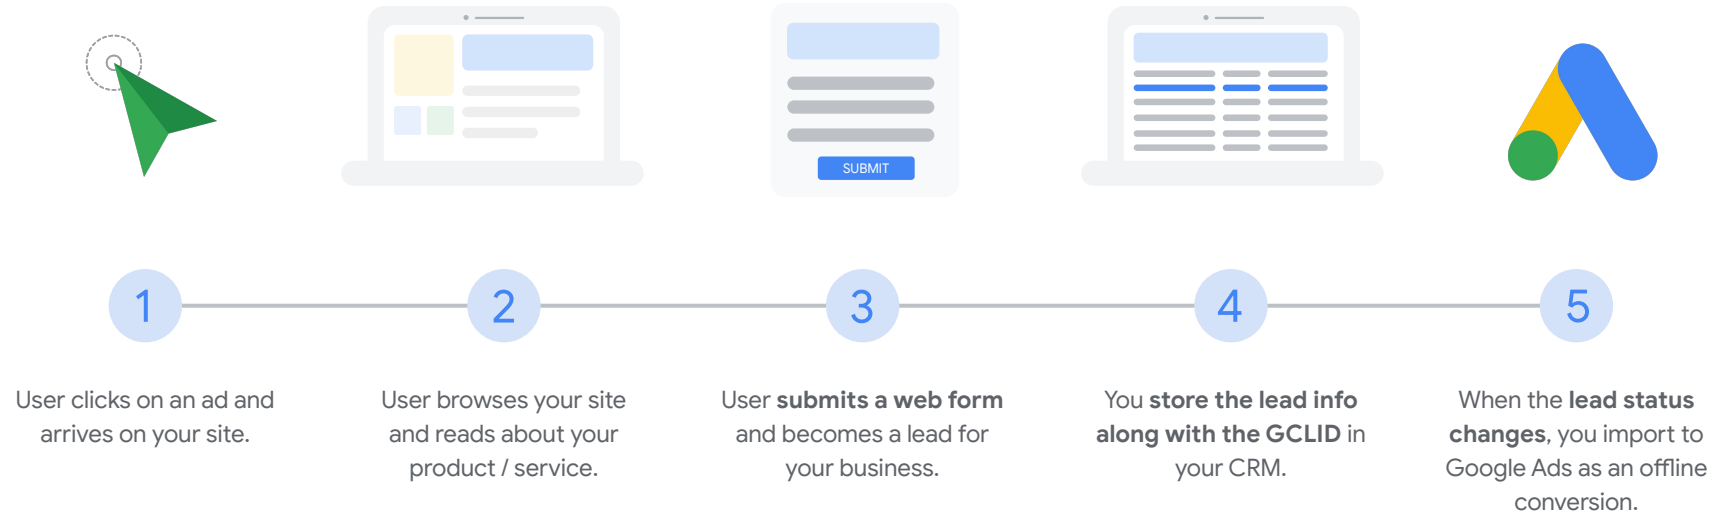 SUBMIT
1
2
3
4
5
User clicks on an ad and
arrives on your site.
User browses your site
and reads about your
product / service.
User submits a web form
and becomes a lead for
your business.
You store the lead info
along with the GCLID in
your CRM.
When the lead status
changes, you import to
Google Ads as an offline
conversion.